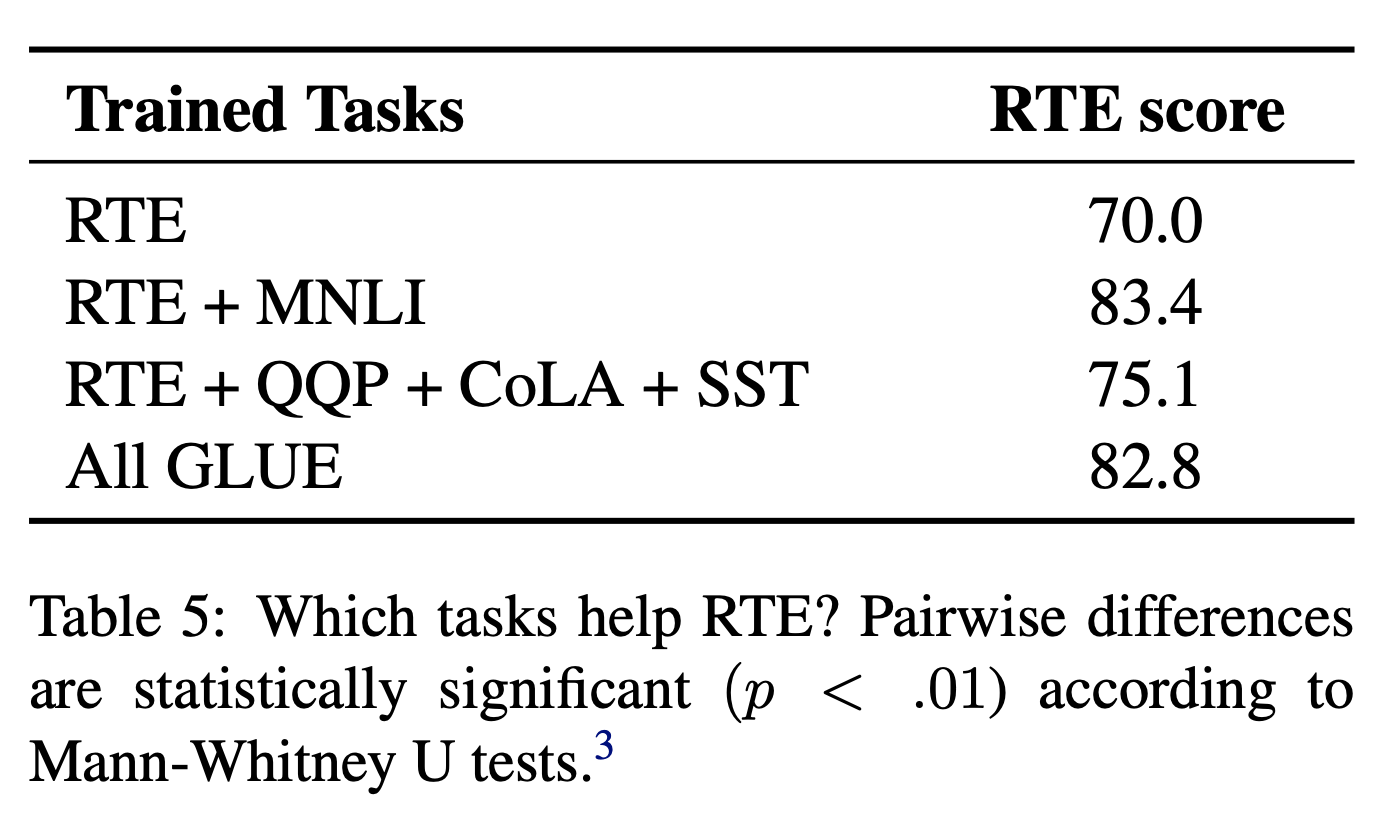 Trained Tasks RTE score
RTE 70.0
RTE + MNLI 83.4
RTE + QQP + CoLA + SST 75.1
All GLUE 82.8
Table 5: Which tasks help RTE? Pairwise differences
are statistically significant (p < .01) according to
Mann-Whitney U tests.3